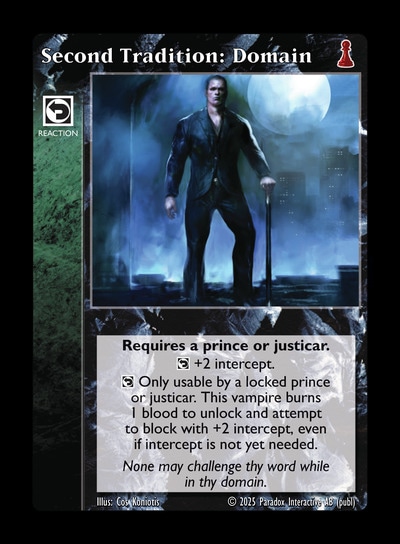 Second Tradition: Domain
REACTION
Requires a prince or justicar.
+2 intercept.
Only usable by a locked prince
or justicar. This vampire burns
1 blood to unlock and attempt
to block with +2 intercept, even
if intercept is not yet needed.
None may challenge thy word while
in thy domain.
Illus: Cos Koniotis
© 2025 Paradox Interactive AB (publ)